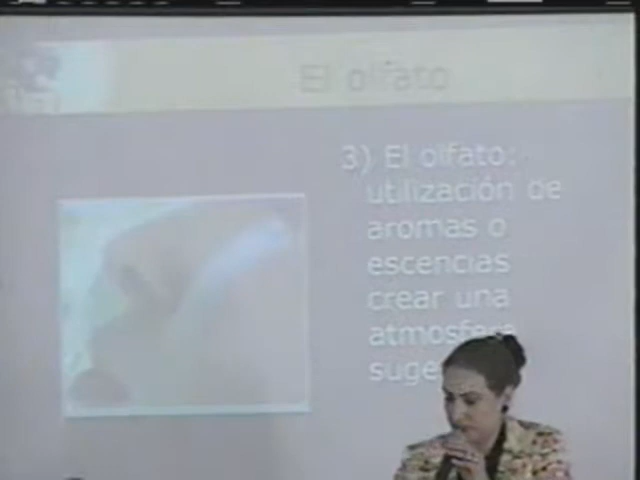 El olfato
3) El olfato:
utilización de
aromas o
escencias
crear una